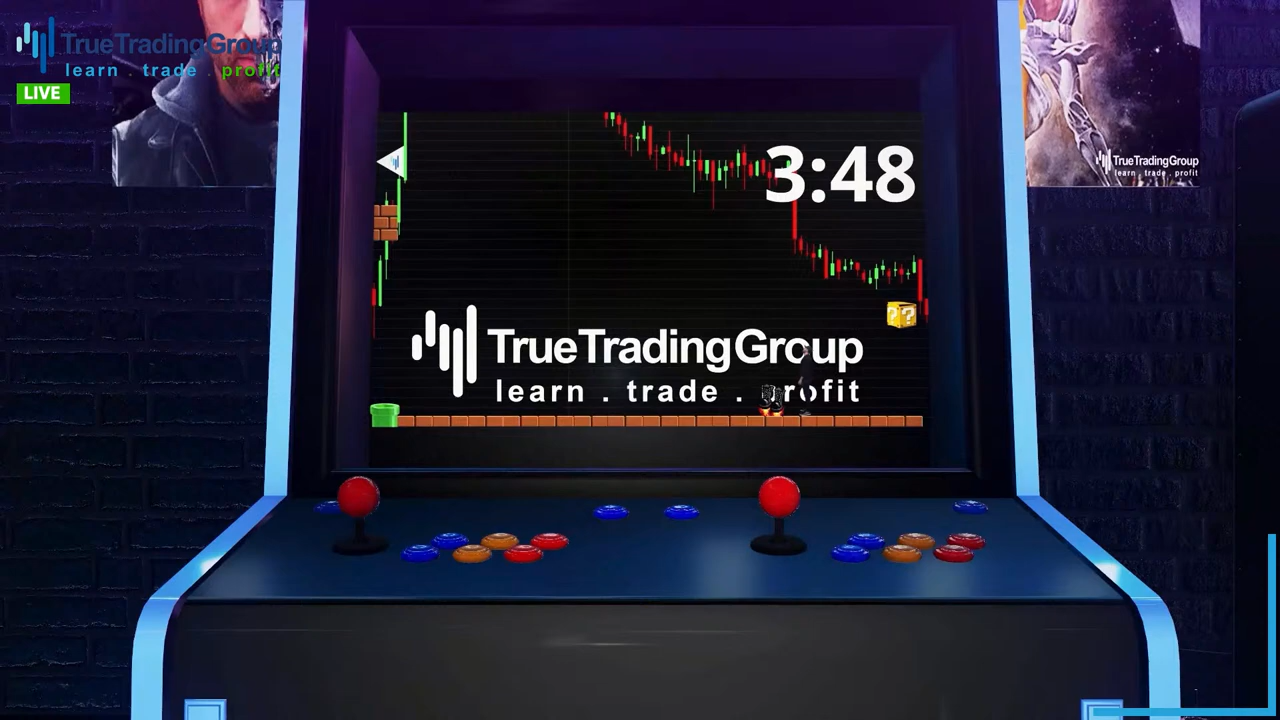 TrueTradingGroup
learn . trade . profit
LIVE
TrueTradingGroup
learn . trade . profit
3:48
? ?
TrueTradingGroup
learn . trade . profit